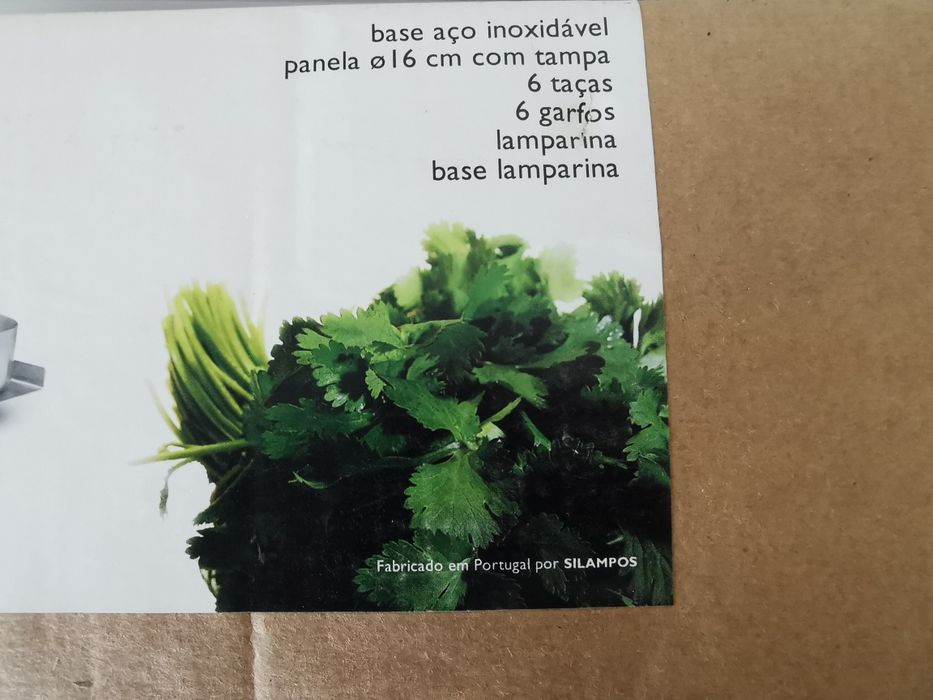 base aço inoxidável
panela ø16 cm com tampa
6 taças
6 garfos
lamparina
base lamparina
Fabricado em Portugal por SILAMPOS